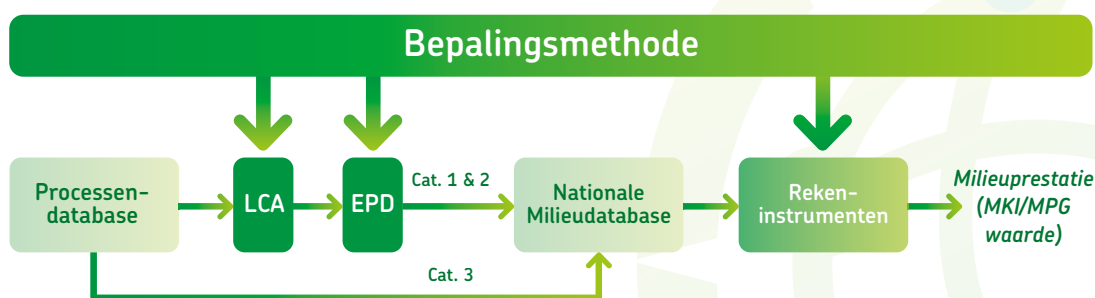 Bepalingsmethode
Processen-
database
LCA
EPD
Cat. 1 & 2
Nationale
Milieudatabase
Reken-
instrumenten
Milieuprestatie
(MKI/MPG
waarde)
Cat. 3